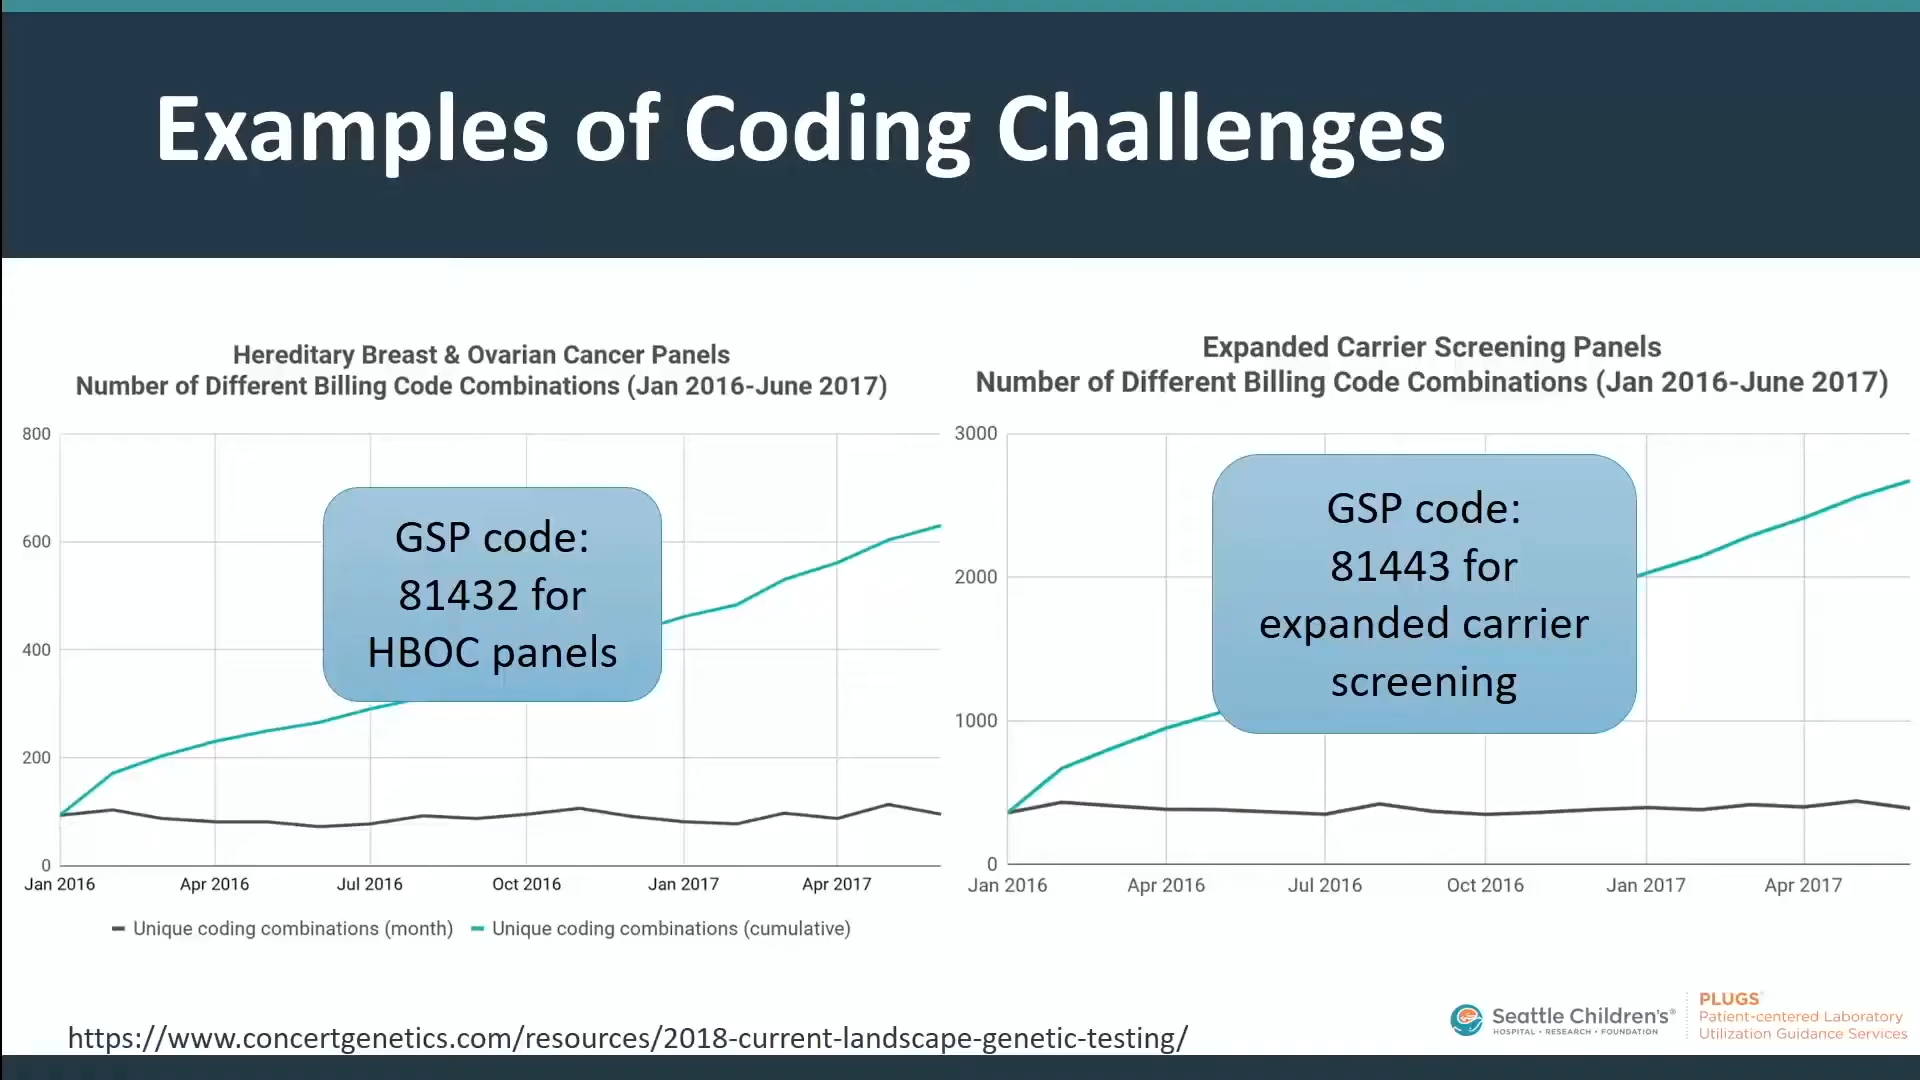 Examples of Coding Challenges
Hereditary Breast & Ovarian Cancer Panels
Number of Different Billing Code Combinations (Jan 2016-June 2017)
800
600
400
200
0
Jan 2016 Apr 2016 Jul 2016 Oct 2016 Jan 2017 Apr 2017
GSP code:
81432 for
HBOC panels
Unique coding combinations (month) Unique coding combinations (cumulative)
Expanded Carrier Screening Panels
Number of Different Billing Code Combinations (Jan 2016-June 2017)
3000
2000
1000
0
Jan 2016 Apr 2016 Jul 2016 Oct 2016 Jan 2017 Apr 2017
GSP code:
81443 for
expanded carrier
screening
https://www.concertgenetics.com/resources/2018-current-landscape-genetic-testing/
Seattle Children's®
HOSPITAL • RESEARCH • FOUNDATION
PLUGS
Patient-centered Laboratory
Utilization Guidance Services